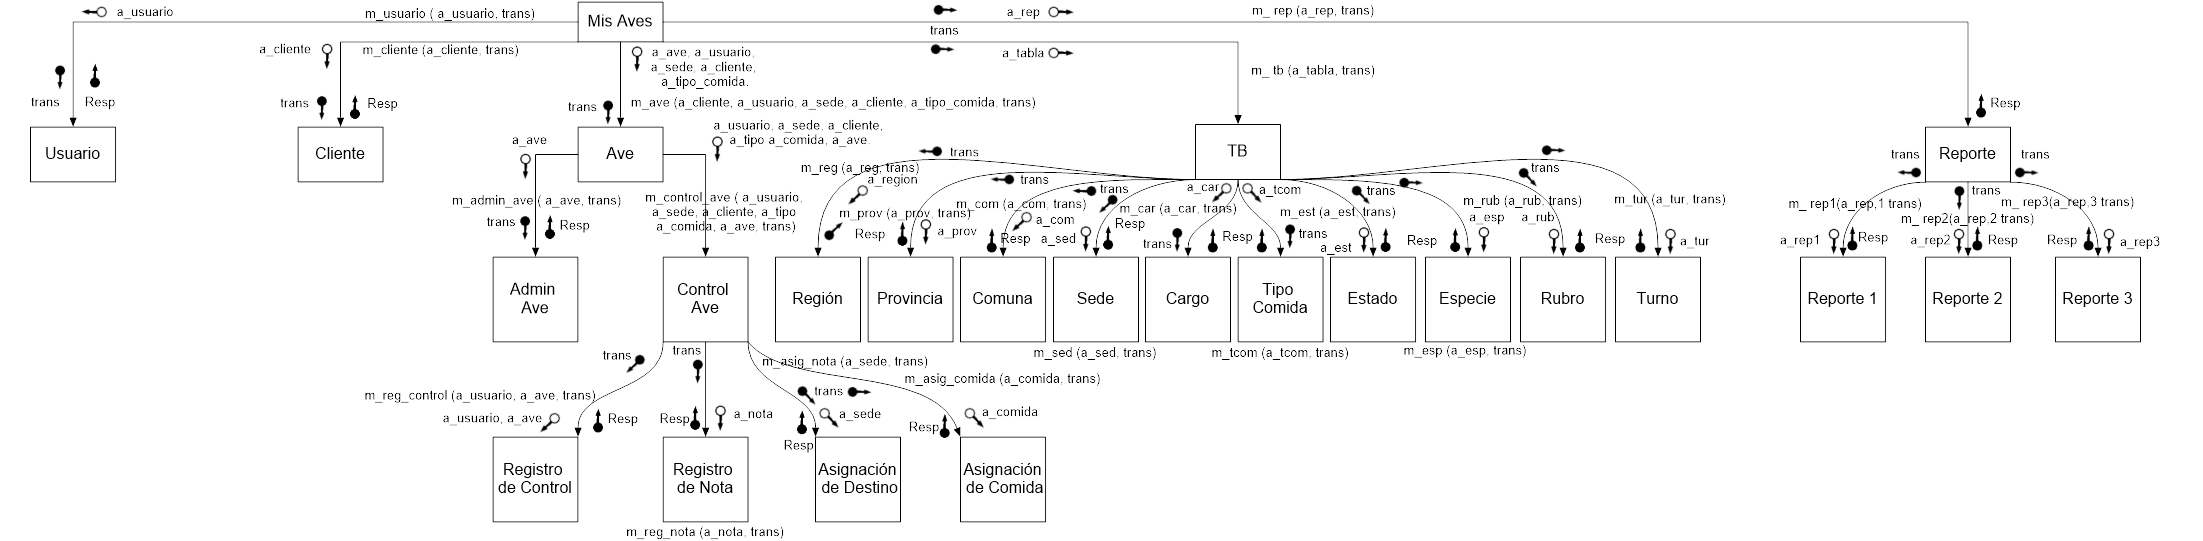 a_usuario
m_usuario ( a_usuario, trans)
Mis Aves
a_rep
m_ rep (a_rep, trans)
trans
a_cliente
m_cliente (a_cliente, trans)
a_ave, a_usuario,
a_sede, a_cliente,
a_tipo_comida.
a_tabla
m_ tb (a_tabla, trans)
trans
Resp
trans
Resp
trans
m_ave (a_cliente, a_usuario, a_sede, a_cliente, a_tipo_comida, trans)
Resp
Usuario
Cliente
a_ave
Ave
a_usuario, a_sede, a_cliente,
a_tipo a_comida, a_ave.
TB
trans
Reporte
trans
trans
m_reg (a_reg, trans)
a_region
trans
trans
a_car
a_tcom
trans
trans
trans
m_admin_ave ( a_ave, trans)
m_control_ave ( a_usuario,
a_sede, a_cliente, a_tipo
a_comida, a_ave, trans)
m_prov (a_prov, trans)
m_com (a_com, trans)
m_car (a_car, trans)
m_est (a_est, trans)
m_rub (a_rub, trans)
m_tur (a_tur, trans)
m_ rep1(a_rep,1 trans)
m_ rep2(a_rep,2 trans)
m_ rep3(a_rep,3 trans)
trans
Resp
Resp
a_prov
Resp
a_com
a_sed
Resp
trans
Resp
trans
a_est
Resp
a_esp
a_rub
Resp
a_tur
a_rep1
Resp
a_rep2
Resp
Resp
a_rep3
Admin
Ave
Control
Ave
Región
Provincia
Comuna
Sede
Cargo
Tipo
Comida
Estado
Especie
Rubro
Turno
Reporte 1
Reporte 2
Reporte 3
m_sed (a_sed, trans)
m_tcom (a_tcom, trans)
m_esp (a_esp, trans)
trans
trans
m_asig_nota (a_sede, trans)
m_asig_comida (a_comida, trans)
m_reg_control (a_usuario, a_ave, trans)
trans
a_usuario, a_ave
Resp
Resp
a_nota
a_sede
Resp
Resp
a_comida
Registro
de Control
Registro
de Nota
Asignación
de Destino
Asignación
de Comida
m_reg_nota (a_nota, trans)